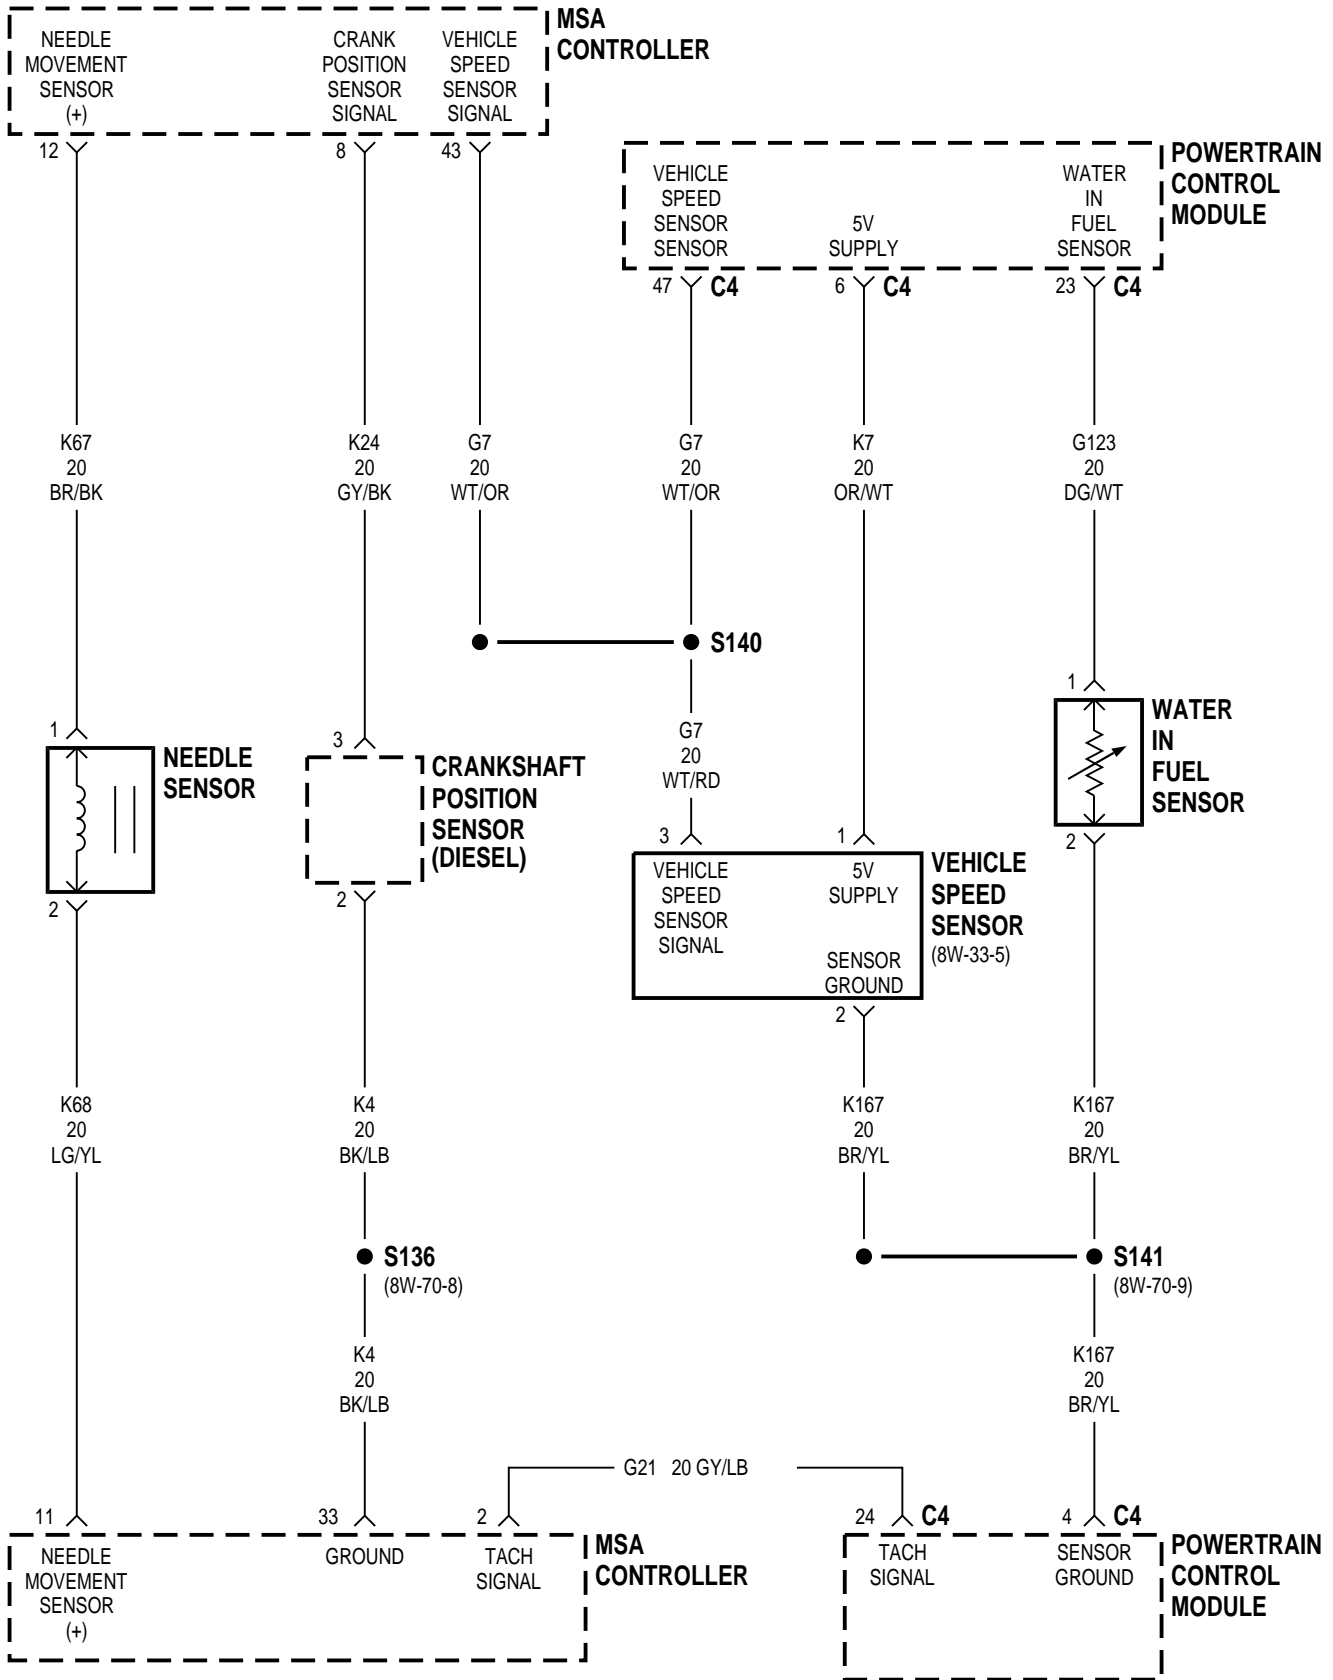 MSA
CONTROLLER
NEEDLE
MOVEMENT
SENSOR
(+)
CRANK
POSITION
SENSOR
SIGNAL
VEHICLE
SPEED
SENSOR
SIGNAL
12
8
43
POWERTRAIN
CONTROL
MODULE
VEHICLE
SPEED
SENSOR
SENSOR
5V
SUPPLY
WATER
IN
FUEL
SENSOR
47 C4
6 C4
23 C4
K67
20
BR/BK
K24
20
GY/BK
G7
20
WT/OR
G7
20
WT/OR
K7
20
OR/WT
G123
20
DG/WT
S140
G7
20
WT/RD
1
NEEDLE
SENSOR
2
3
CRANKSHAFT
POSITION
SENSOR
(DIESEL)
2
3
1
VEHICLE
SPEED
SENSOR
SIGNAL
5V
SUPPLY
SENSOR
GROUND
VEHICLE
SPEED
SENSOR
(8W-33-5)
2
1
WATER
IN
FUEL
SENSOR
2
K68
20
LG/YL
K4
20
BK/LB
K167
20
BR/YL
K167
20
BR/YL
S136
(8W-70-8)
S141
(8W-70-9)
K4
20
BK/LB
K167
20
BR/YL
G21 20 GY/LB
11
33
2
24 C4
4 C4
NEEDLE
MOVEMENT
SENSOR
(+)
GROUND
TACH
SIGNAL
MSA
CONTROLLER
TACH
SIGNAL
SENSOR
GROUND
POWERTRAIN
CONTROL
MODULE